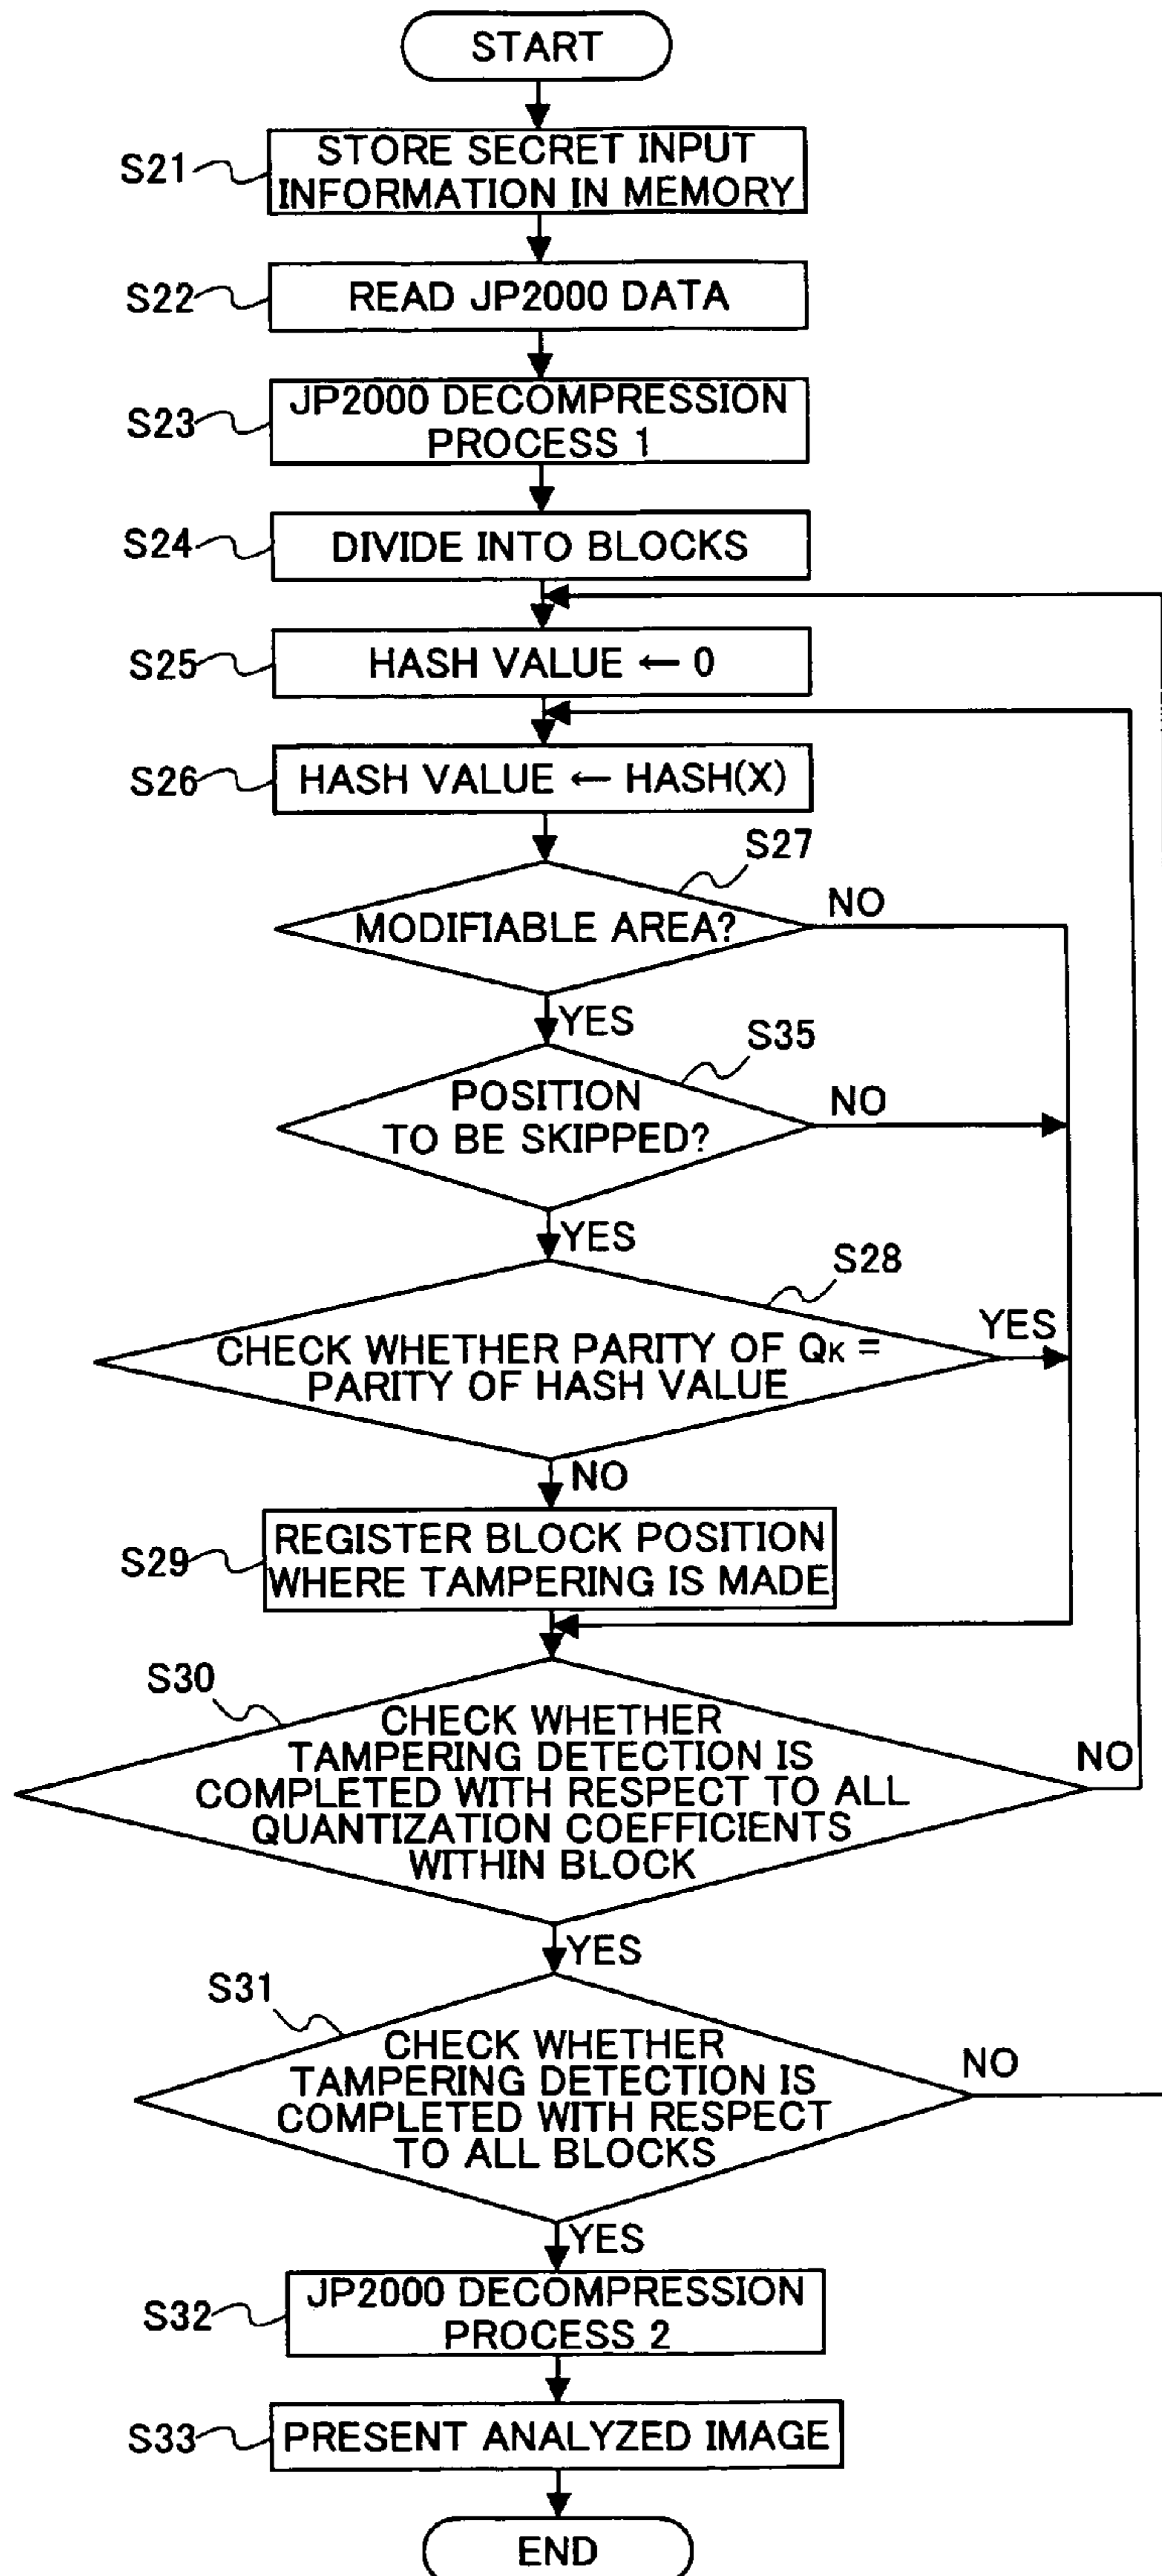 START
S21
STORE SECRET INPUT
INFORMATION IN MEMORY
S22
READ JP2000 DATA
S23
JP2000 DECOMPRESSION
PROCESS 1
S24
DIVIDE INTO BLOCKS
S25
HASH VALUE ← 0
S26
HASH VALUE ← HASH(X)
S27
MODIFIABLE AREA?
NO
YES
S35
POSITION
TO BE SKIPPED?
NO
YES
S28
CHECK WHETHER PARITY OF QK =
PARITY OF HASH VALUE
YES
NO
S29
REGISTER BLOCK POSITION
WHERE TAMPERING IS MADE
S30
CHECK WHETHER
TAMPERING DETECTION IS
COMPLETED WITH RESPECT TO ALL
QUANTIZATION COEFFICIENTS
WITHIN BLOCK
NO
YES
S31
CHECK WHETHER
TAMPERING DETECTION IS
COMPLETED WITH RESPECT
TO ALL BLOCKS
NO
YES
S32
JP2000 DECOMPRESSION
PROCESS 2
S33
PRESENT ANALYZED IMAGE
END